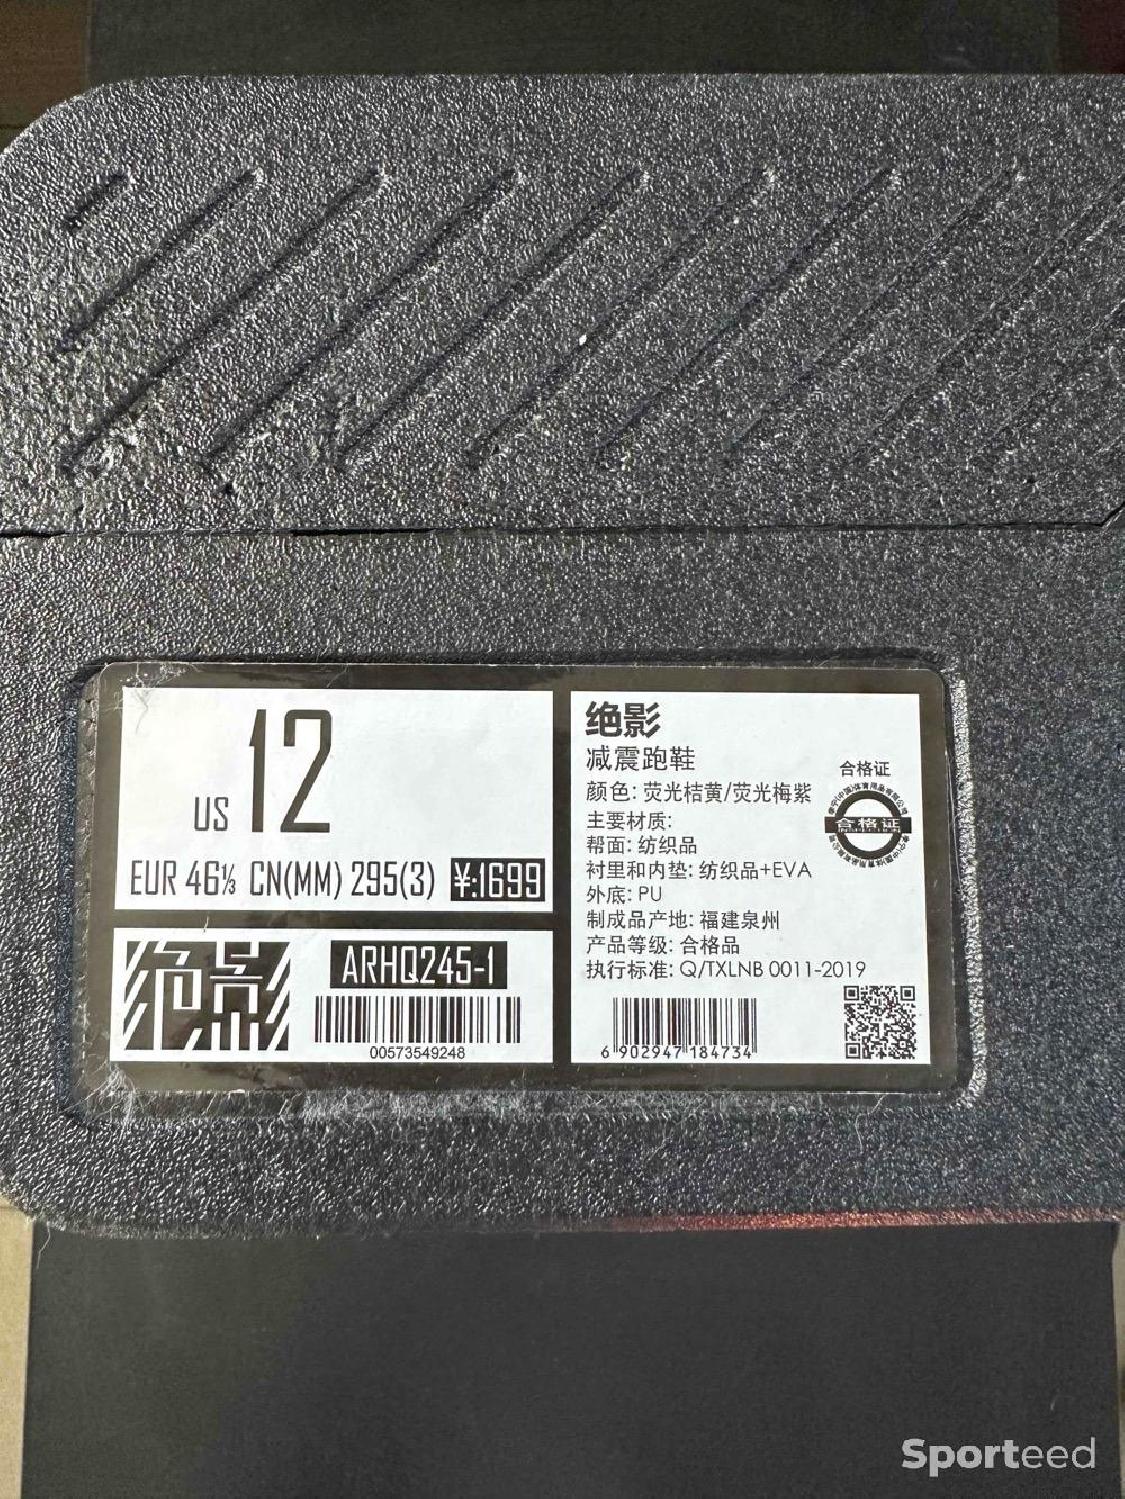 US 12
EUR 46⅓ CN(MM) 295(3) ¥:1699
绝影
ARHQ245-1
00573549248
绝影
减震跑鞋
颜色: 荧光桔黄/荧光梅紫
主要材质:
帮面: 纺织品
衬里和内垫: 纺织品+EVA
外底: PU
制成品产地: 福建泉州
产品等级: 合格品
执行标准: Q/TXLNB 0011-2019
合格证
合格证
6 902947 184734
Sporteed